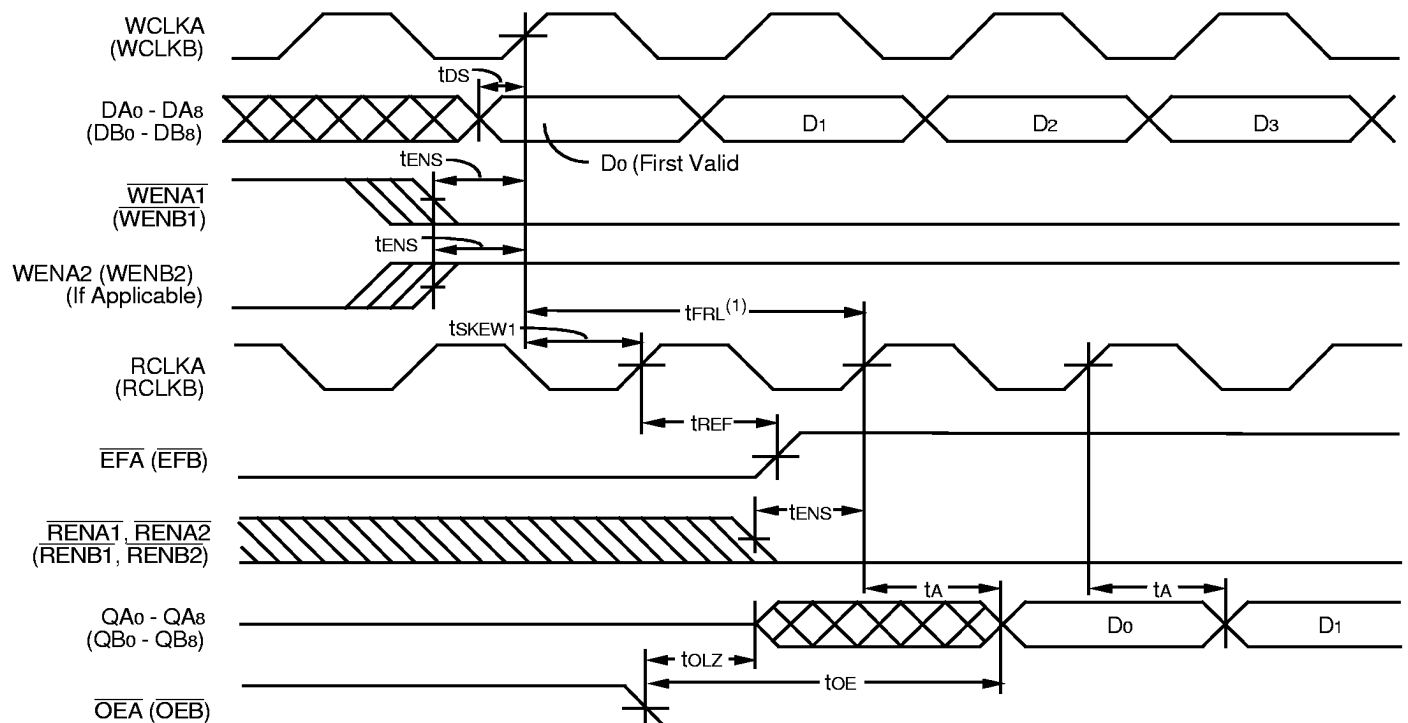 WCLKA
(WCLKB)
tDS
DA0 - DA8
(DB0 - DB8)
D1
D2
D3
tENS
D0 (First Valid
WENA1
(WENB1)
tENS
WENA2 (WENB2)
(If Applicable)
tFRL(1)
tSKEW1
RCLKA
(RCLKB)
tREF
EFA (EFB)
tENS
RENA1, RENA2
(RENB1, RENB2)
tA
tA
QA0 - QA8
(QB0 - QB8)
D0
D1
tOLZ
tOE
OEA (OEB)